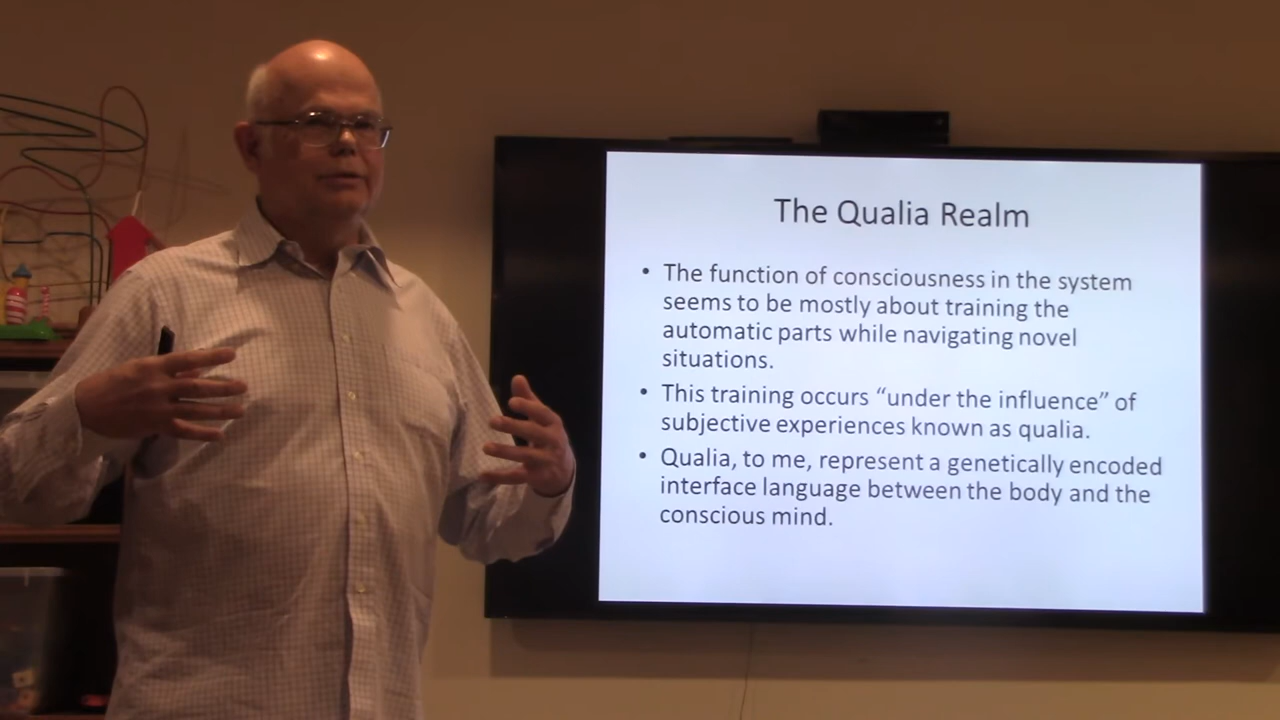 The Qualia Realm
• The function of consciousness in the system
seems to be mostly about training the
automatic parts while navigating novel
situations.
• This training occurs “under the influence” of
subjective experiences known as qualia.
• Qualia, to me, represent a genetically encoded
interface language between the body and the
conscious mind.